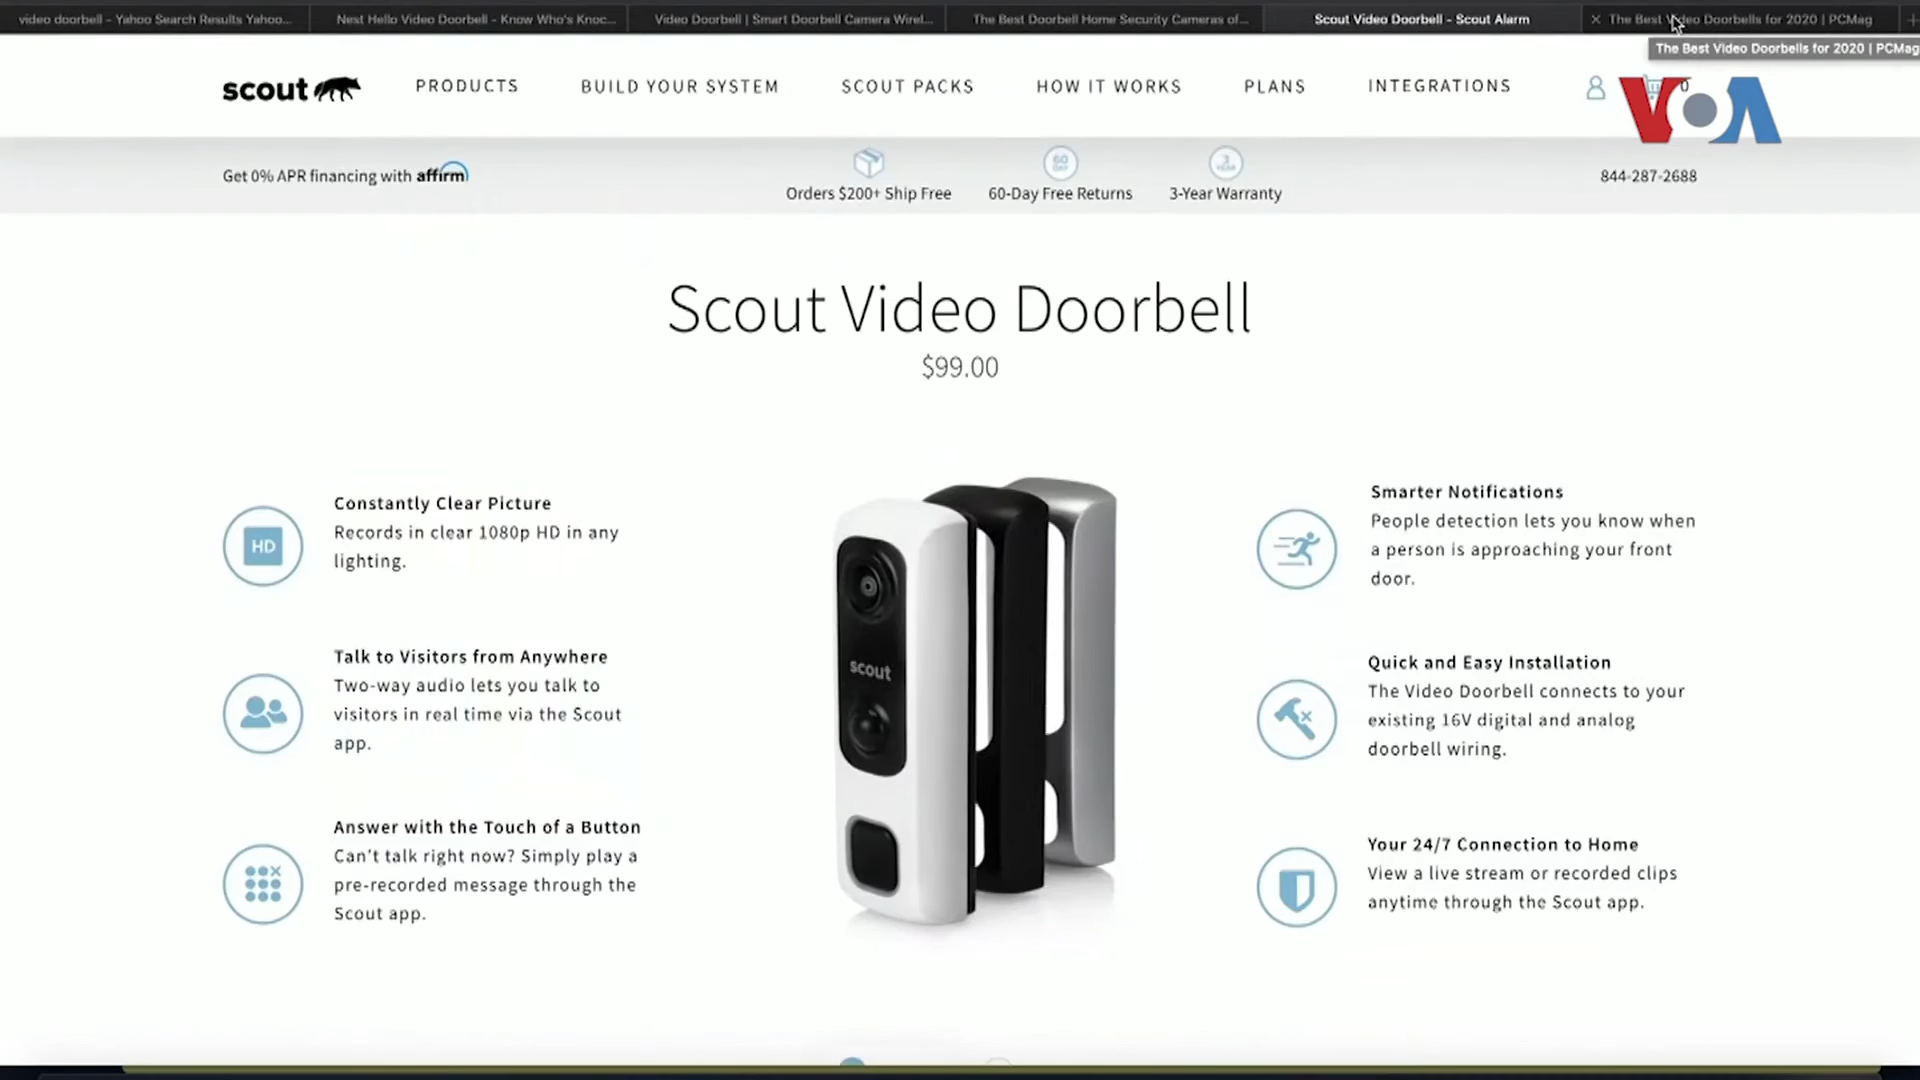 video doorbell - Yahoo Search Results Yahoo...
Nest Hello Video Doorbell - Know Who's Knoc...
Video Doorbell | Smart Doorbell Camera Wirel...
The Best Doorbell Home Security Cameras of...
Scout Video Doorbell - Scout Alarm
The Best Video Doorbells for 2020 | PCMag
The Best Video Doorbells for 2020 | PCMag
scout
PRODUCTS
BUILD YOUR SYSTEM
SCOUT PACKS
HOW IT WORKS
PLANS
INTEGRATIONS
0
VOA
Get 0% APR financing with affirm
Orders $200+ Ship Free
60 DAY
60-Day Free Returns
3 YEAR
3-Year Warranty
844-287-2688
Scout Video Doorbell
$99.00
HD
Constantly Clear Picture
Records in clear 1080p HD in any
lighting.
Talk to Visitors from Anywhere
Two-way audio lets you talk to
visitors in real time via the Scout
app.
Answer with the Touch of a Button
Can't talk right now? Simply play a
pre-recorded message through the
Scout app.
scout
Smarter Notifications
People detection lets you know when
a person is approaching your front
door.
Quick and Easy Installation
The Video Doorbell connects to your
existing 16V digital and analog
doorbell wiring.
Your 24/7 Connection to Home
View a live stream or recorded clips
anytime through the Scout app.